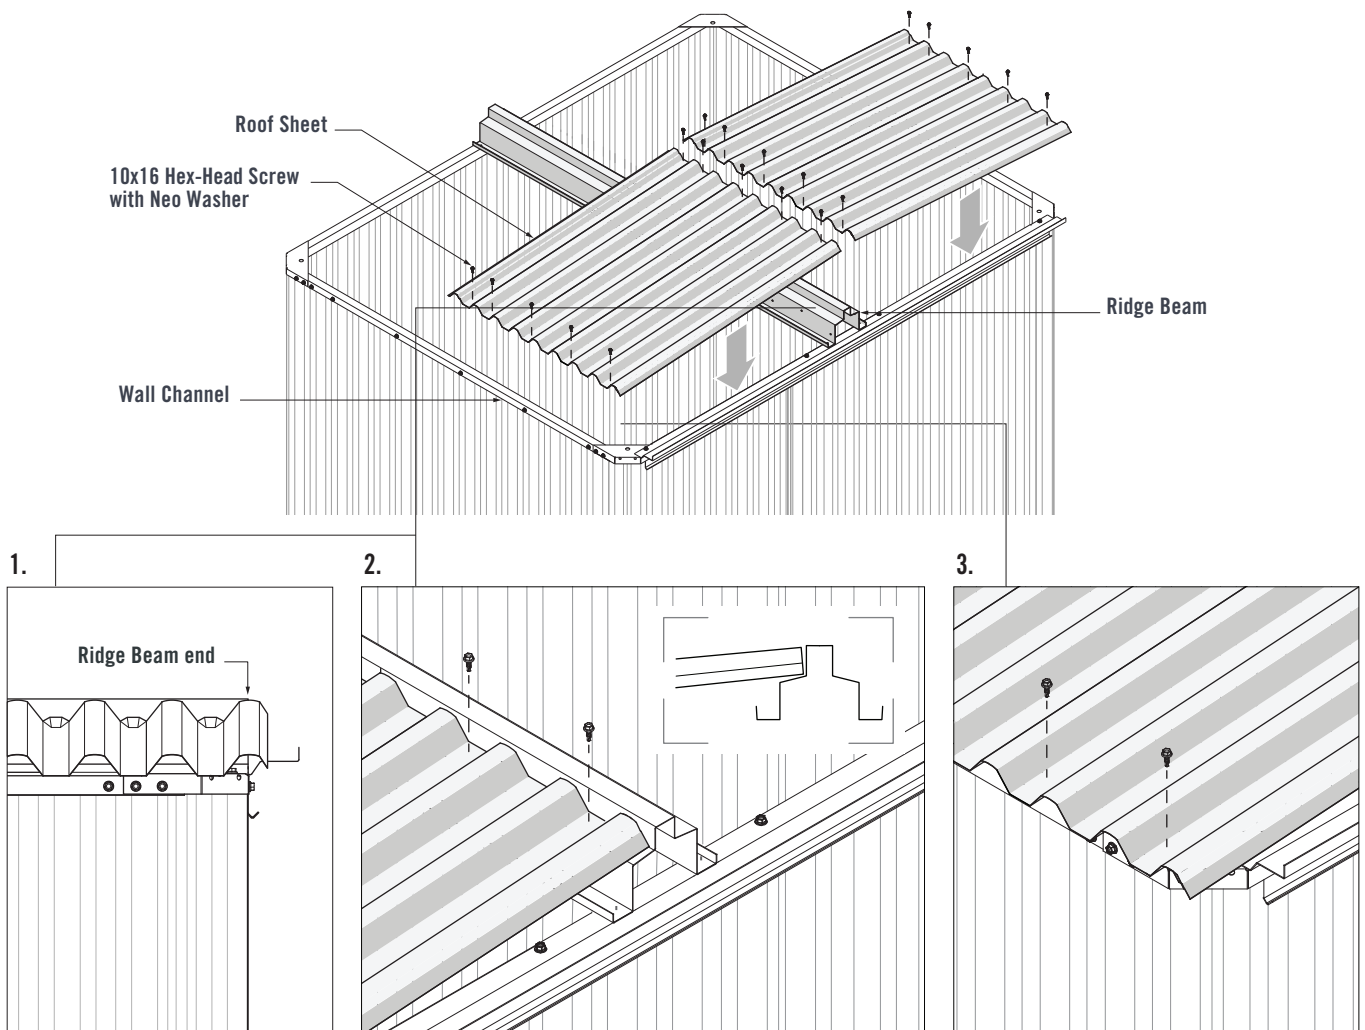 Roof Sheet
10x16 Hex-Head Screw
with Neo Washer
Ridge Beam
Wall Channel
1.
2.
3.
Ridge Beam end